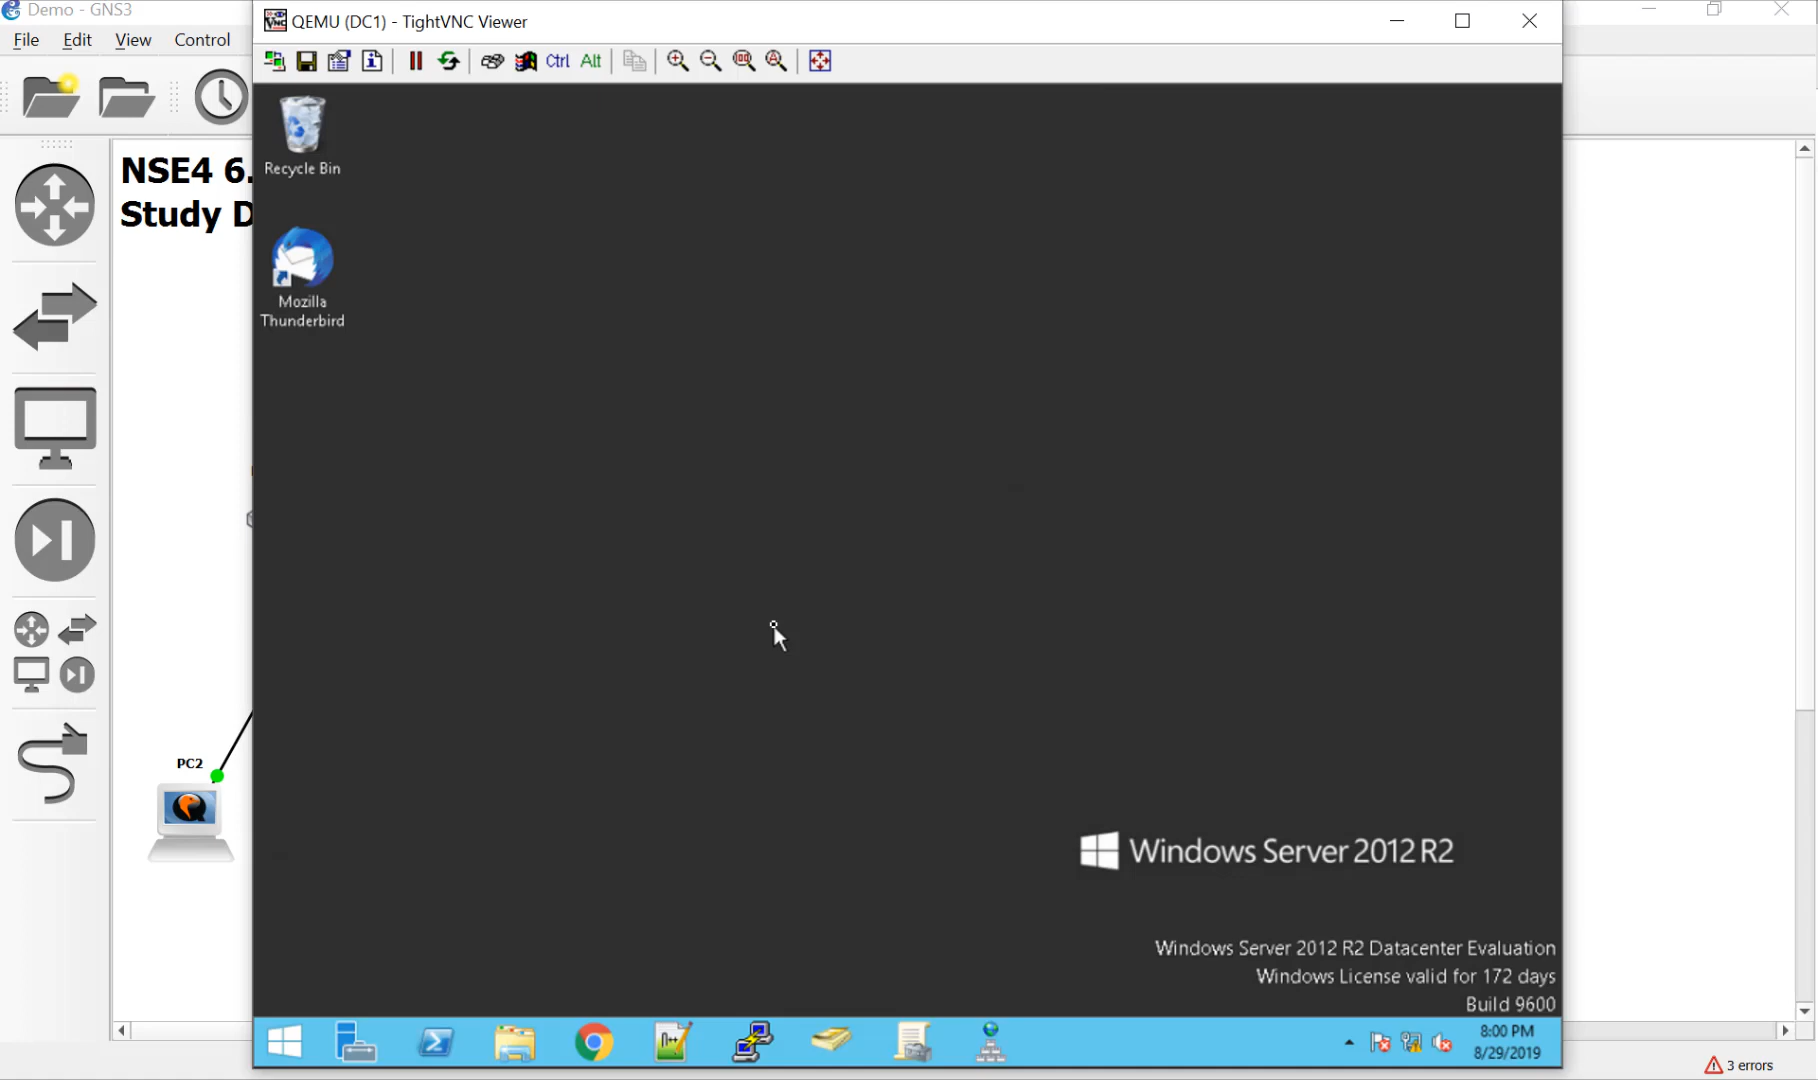 Demo - GNS3
File Edit View Control
QEMU (DC1) - TightVNC Viewer
Ctrl Alt
NSE4 6.
Study D
Recycle Bin
Mozilla
Thunderbird
PC2
Windows Server 2012 R2
Windows Server 2012 R2 Datacenter Evaluation
Windows License valid for 172 days
Build 9600
8:00 PM
8/29/2019
3 errors